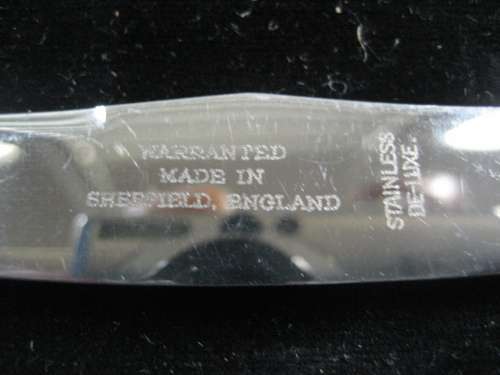 WARRANTED
MADE IN
SHEFFIELD, ENGLAND
STAINLESS
DE-LUXE.